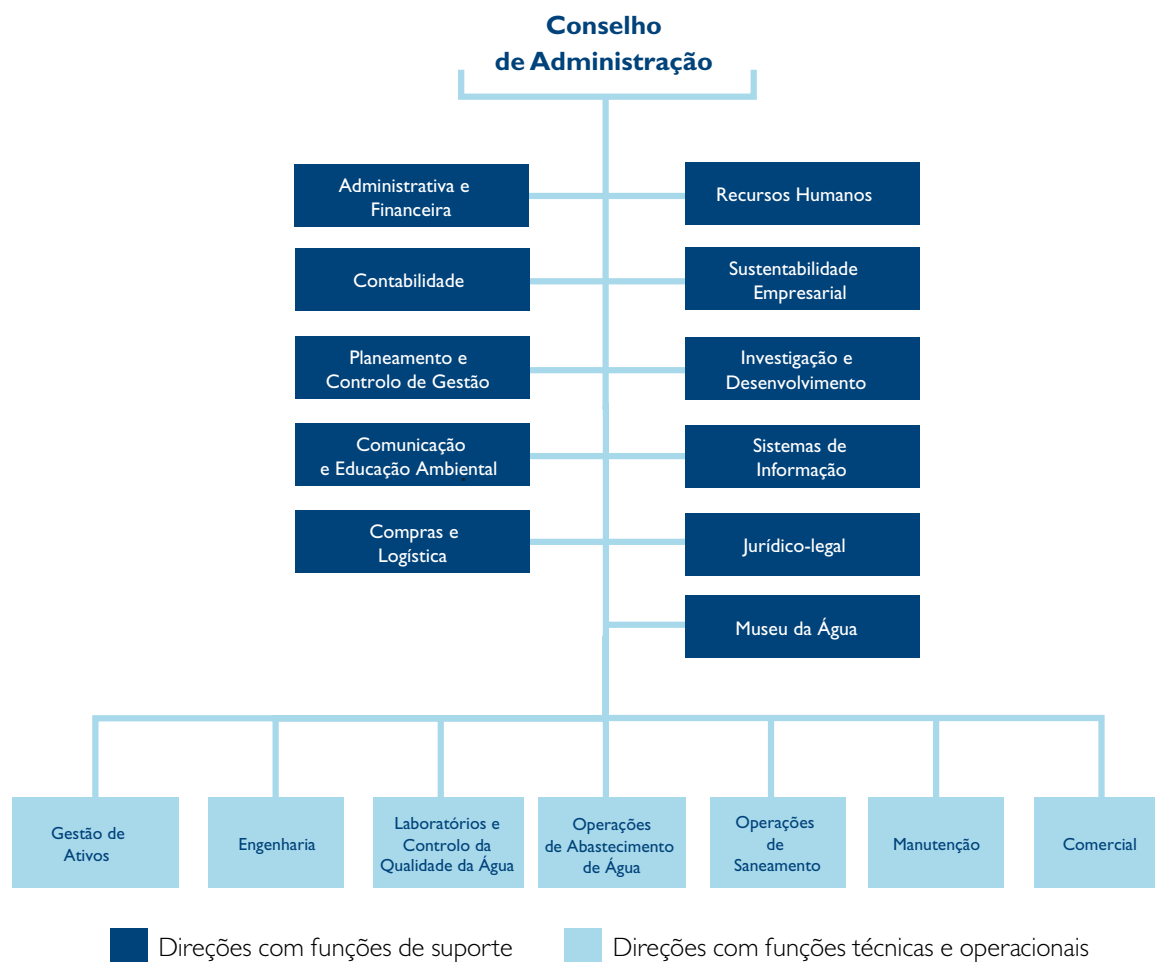 Conselho
de Administração
Administrativa e
Financeira
Recursos Humanos
Contabilidade
Sustentabilidade
Empresarial
Planeamento e
Controlo de Gestão
Investigação e
Desenvolvimento
Comunicação
e Educação Ambiental
Sistemas de
Informação
Compras e
Logística
Jurídico-legal
Museu da Água
Gestão de
Ativos
Engenharia
Laboratórios e
Controlo da
Qualidade da Água
Operações
de Abastecimento
de Água
Operações
de
Saneamento
Manutenção
Comercial
Direções com funções de suporte
Direções com funções técnicas e operacionais